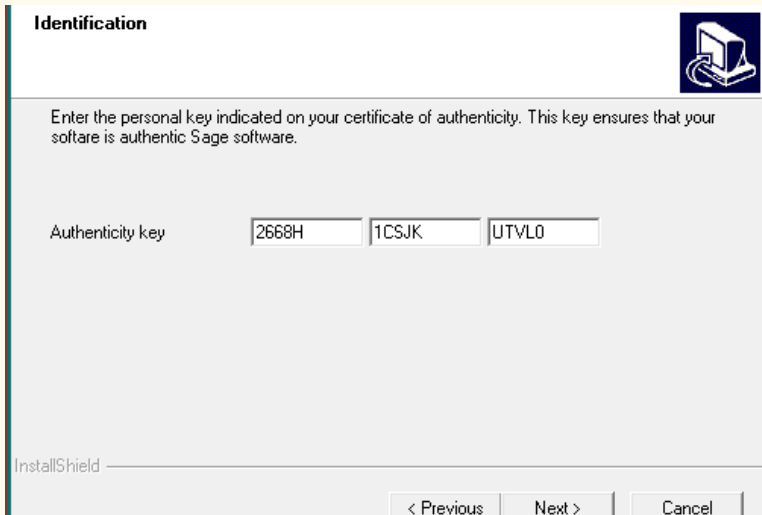 Identification
Enter the personal key indicated on your certificate of authenticity. This key ensures that your
softare is authentic Sage software.
Authenticity key 2668H 1CSJK UTVL0
InstallShield
< Previous Next > Cancel